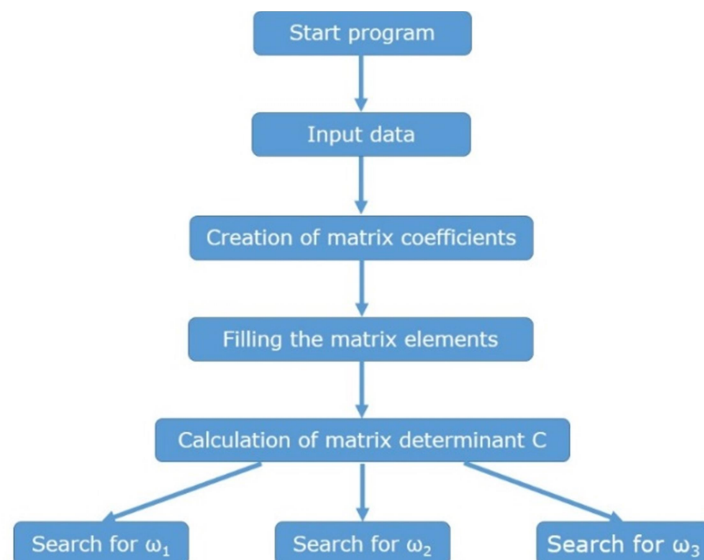 Start program
Input data
Creation of matrix coefficients
Filling the matrix elements
Calculation of matrix determinant C
Search for ω₁
Search for ω₂
Search for ω₃